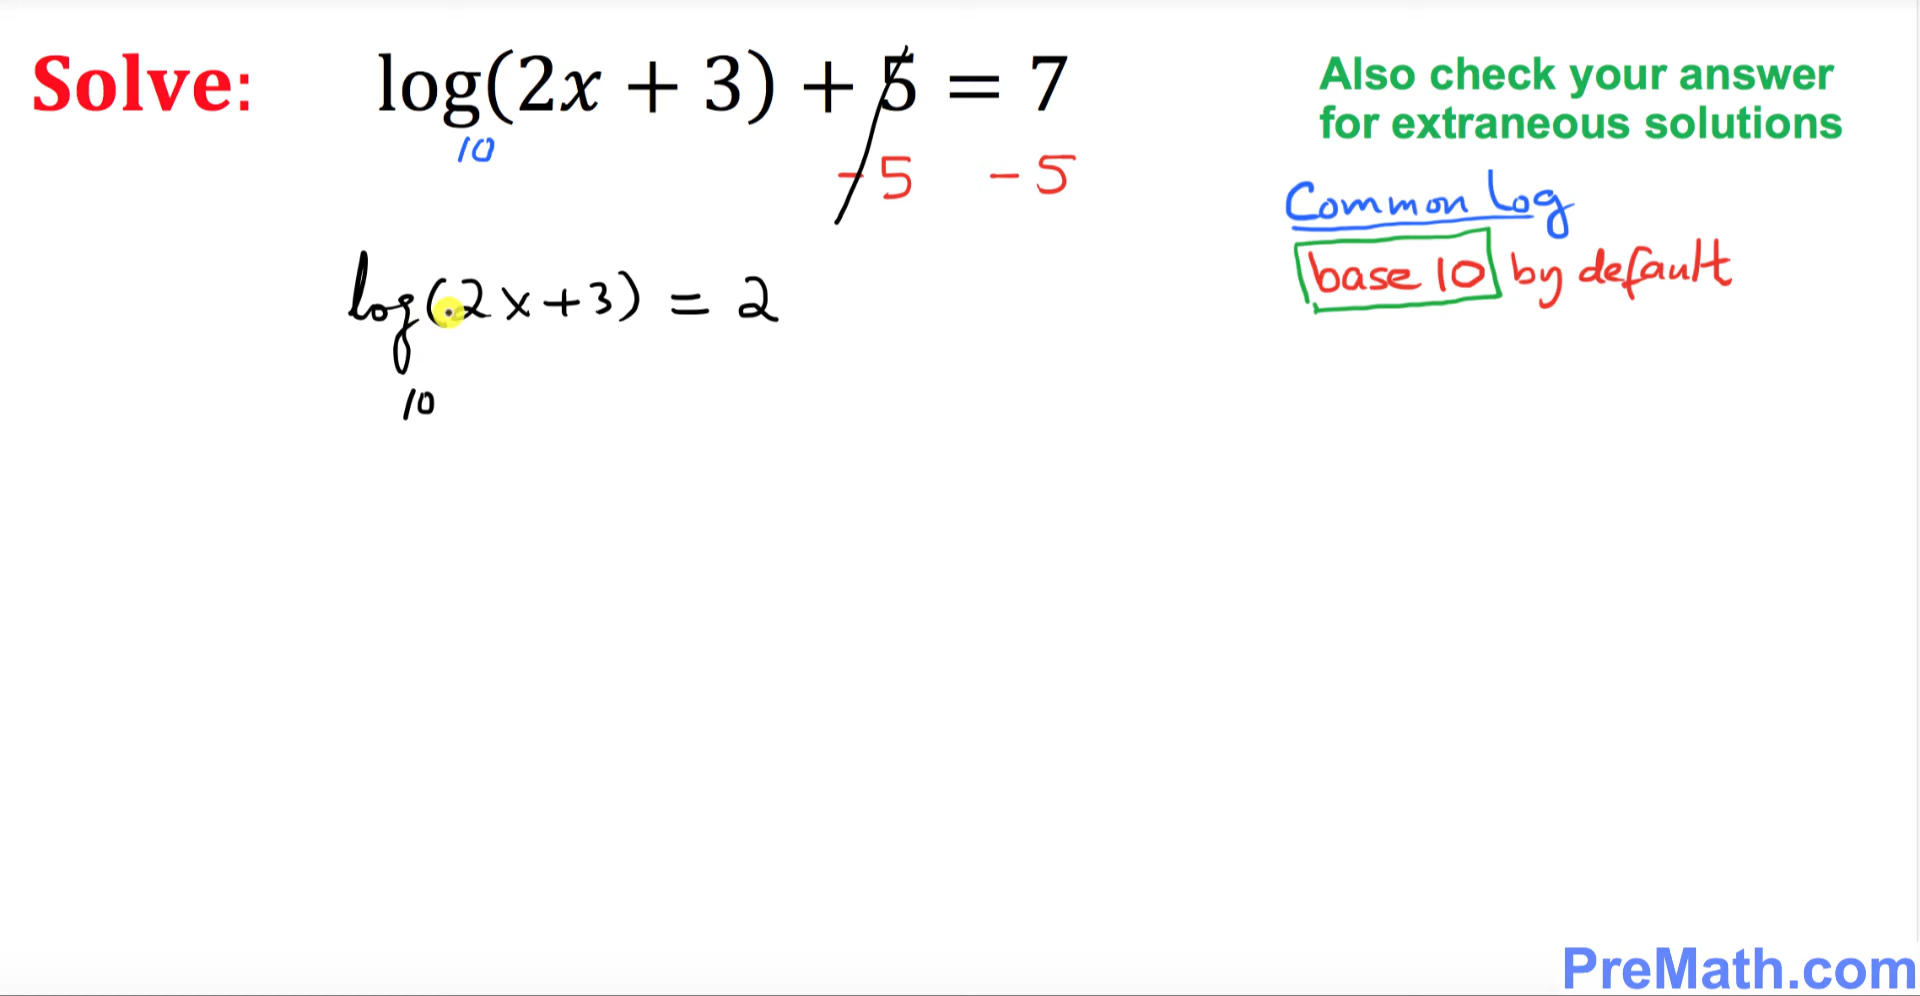 Solve: log(2x + 3) + 5 = 7
10
-5 -5
Also check your answer
for extraneous solutions
Common Log
base 10 by default
log(2x+3) = 2
10
PreMath.com